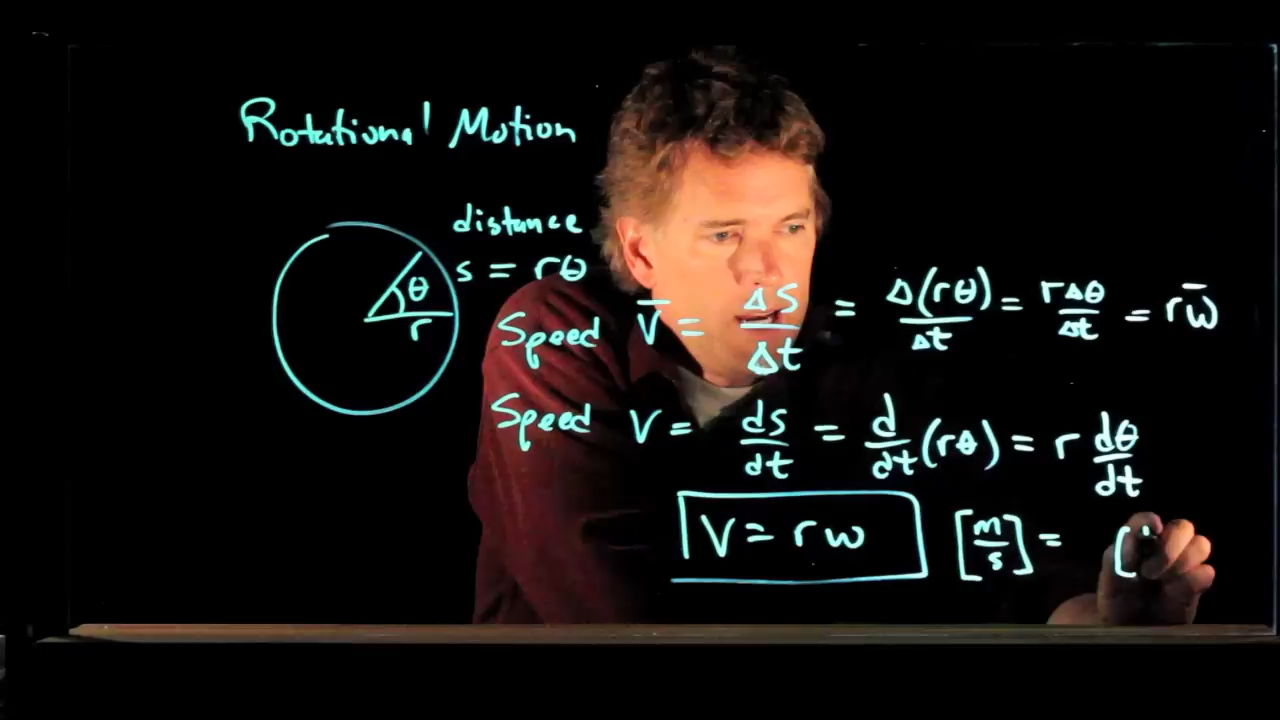 Rotational Motion
distance
s = rθ
θ
r
Speed V̄ = Δs/Δt = Δ(rθ)/Δt = rΔθ/Δt = rω̄
Speed V = ds/dt = d/dt(rθ) = r dθ/dt
V = rω [m/s] = [